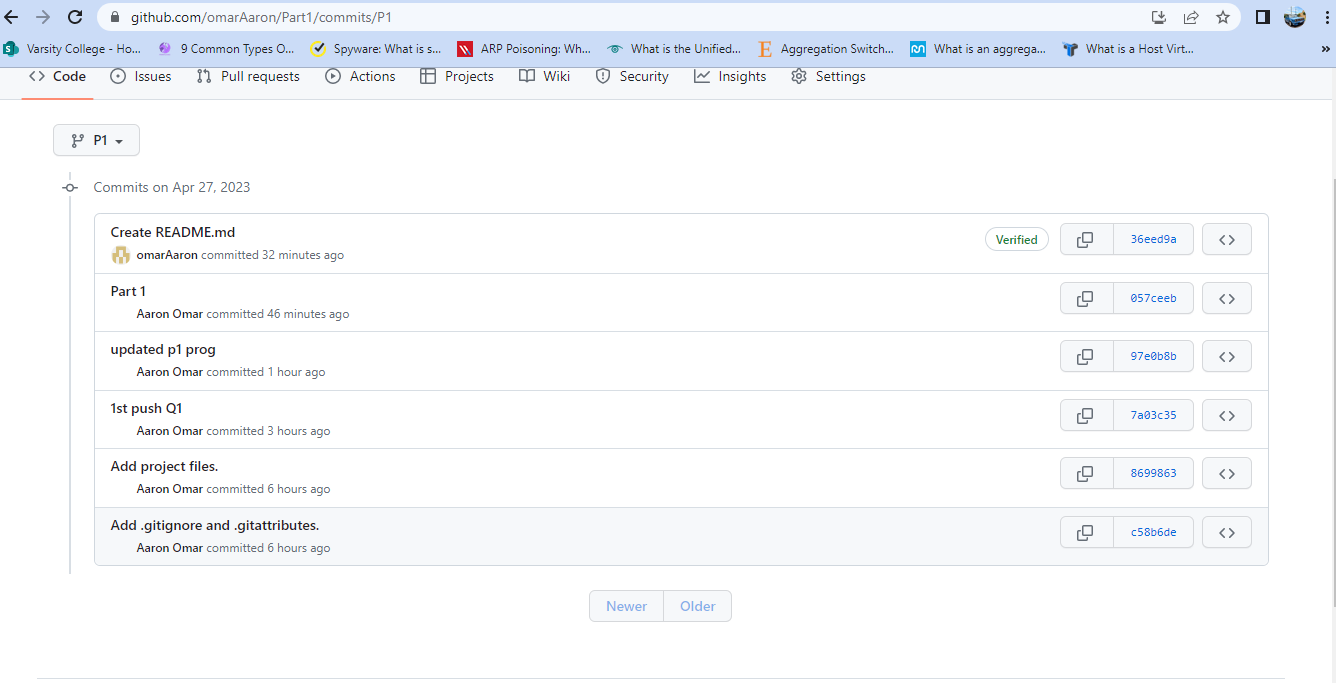 github.com/omarAaron/Part1/commits/P1
Varsity College - Ho... 9 Common Types O... Spyware: What is s... ARP Poisoning: Wh... What is the Unified... Aggregation Switch... What is an aggrega... What is a Host Virt... »
<> Code Issues Pull requests Actions Projects Wiki Security Insights Settings
P1
Commits on Apr 27, 2023
Create README.md
omarAaron committed 32 minutes ago
Verified 36eed9a <>
Part 1
Aaron Omar committed 46 minutes ago
057ceeb <>
updated p1 prog
Aaron Omar committed 1 hour ago
97e0b8b <>
1st push Q1
Aaron Omar committed 3 hours ago
7a03c35 <>
Add project files.
Aaron Omar committed 6 hours ago
8699863 <>
Add .gitignore and .gitattributes.
Aaron Omar committed 6 hours ago
c58b6de <>
Newer Older